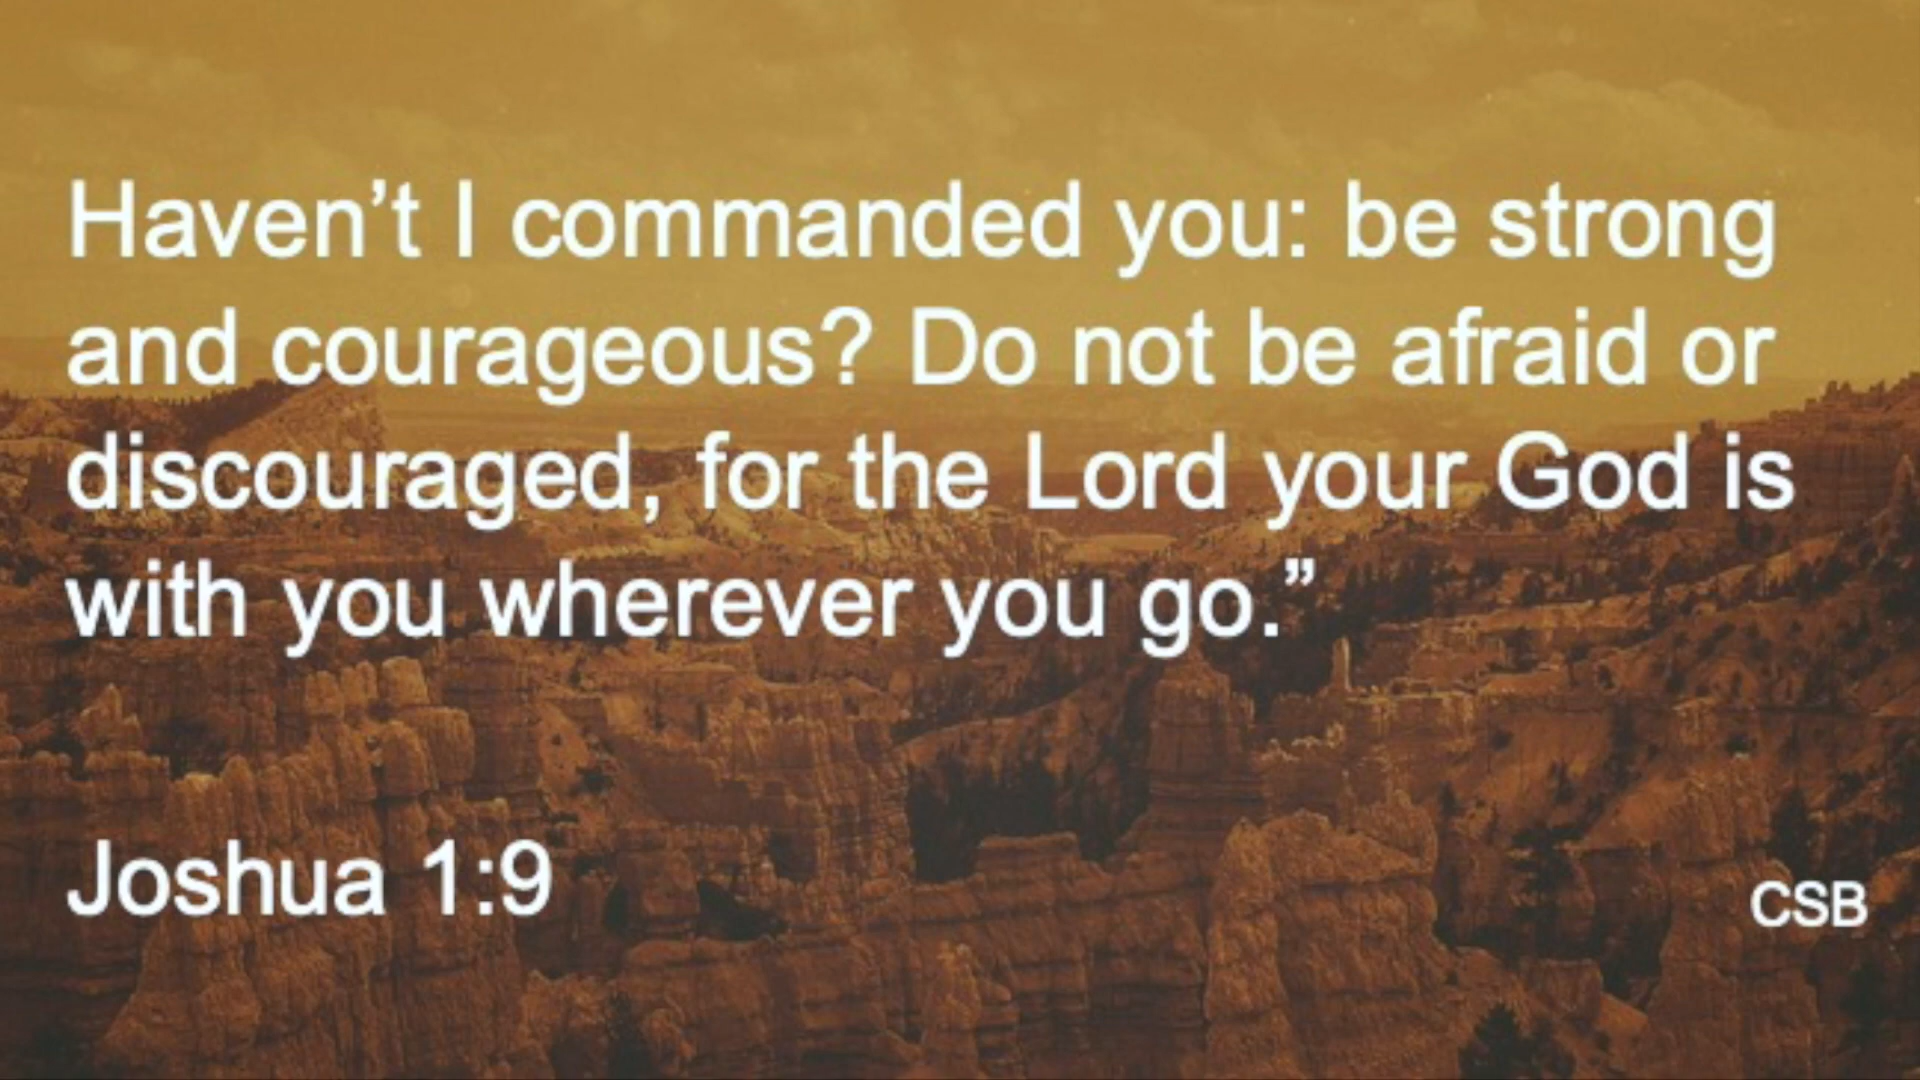 Haven’t I commanded you: be strong
and courageous? Do not be afraid or
discouraged, for the Lord your God is
with you wherever you go.”
Joshua 1:9
CSB